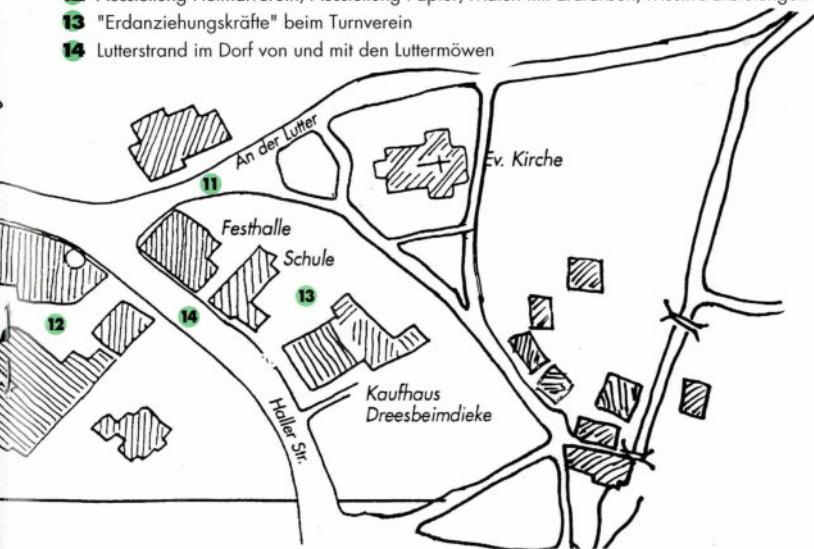 13 "Erdanziehungskräfte" beim Turnverein
14 Lutterstrand im Dorf von und mit den Luttermöwen
An der Lutter
11
Ev. Kirche
Festhalle
Schule
13
12
14
Kaufhaus
Dreesbeimdieke
Haller Str.